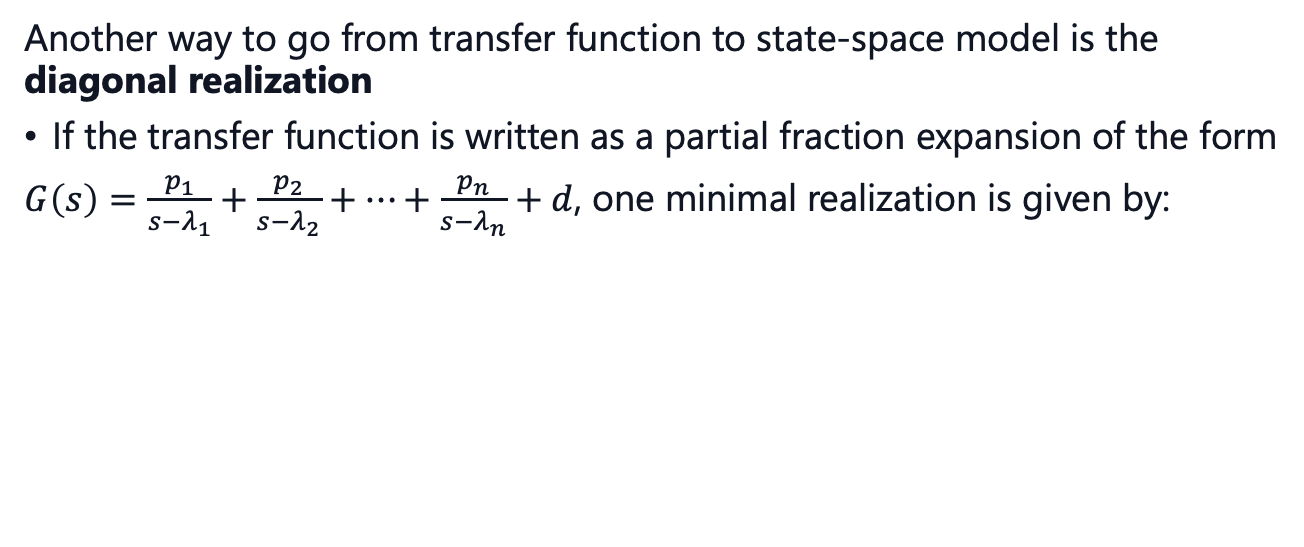 Another way to go from transfer function to state-space model is the
diagonal realization
• If the transfer function is written as a partial fraction expansion of the form
G(s) = p₁/(s−λ₁) + p₂/(s−λ₂) + ⋯ + pₙ/(s−λₙ) + d, one minimal realization is given by: